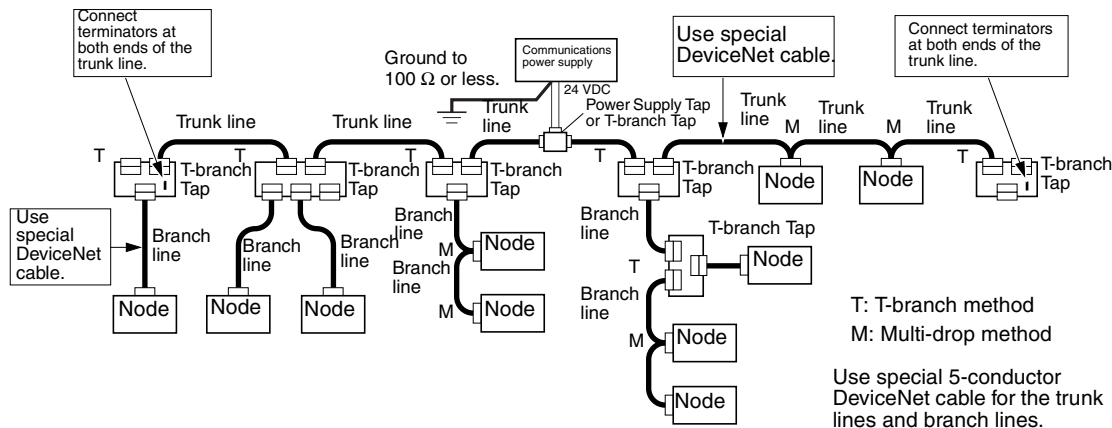 Connect
terminators at
both ends of the
trunk line.
Ground to
100 Ω or less.
Communications
power supply
24 VDC
Use special
DeviceNet cable.
Connect terminators
at both ends of the
trunk line.
Trunk line
Trunk line
Trunk
line
Power Supply Tap
or T-branch Tap
Trunk
line
M
Trunk
line
M
Trunk
line
T
T-branch
Tap
T
T-branch
Tap
T
T-branch
Tap
T
T-branch
Tap
Node
Node
T
T-branch
Tap
Use
special
DeviceNet
cable.
Branch
line
Branch
line
Branch
line
Branch
line
M
Node
Branch
line
M
Node
Node
Node
Node
Branch
line
T-branch Tap
T
Node
Branch
line
M
Node
Node
T: T-branch method
M: Multi-drop method
Use special 5-conductor
DeviceNet cable for the trunk
lines and branch lines.